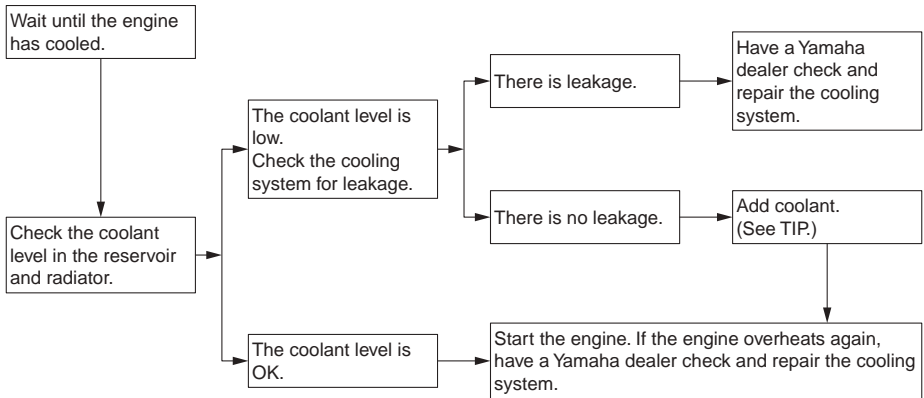 Wait until the engine
has cooled.
Check the coolant
level in the reservoir
and radiator.
The coolant level is
low.
Check the cooling
system for leakage.
There is leakage.
Have a Yamaha
dealer check and
repair the cooling
system.
There is no leakage.
Add coolant.
(See TIP.)
The coolant level is
OK.
Start the engine. If the engine overheats again,
have a Yamaha dealer check and repair the cooling
system.